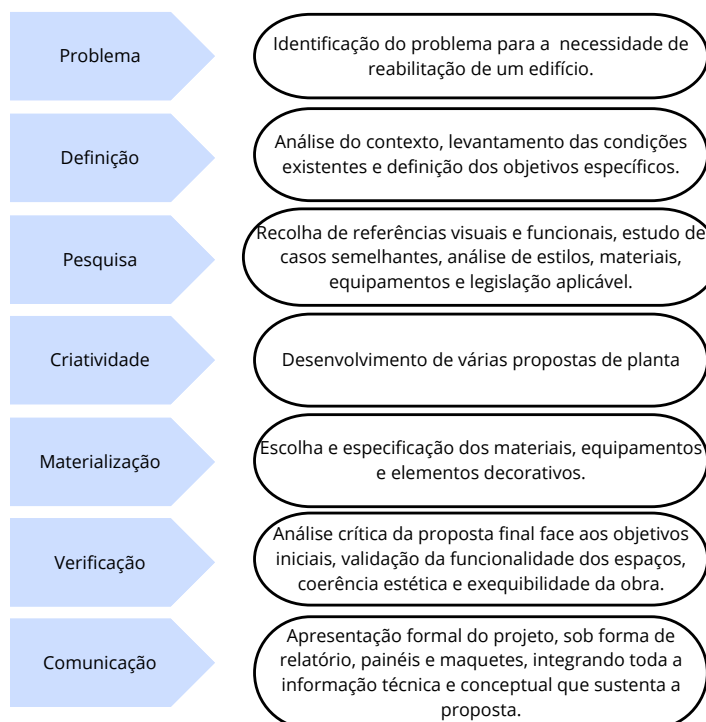 Problema
Identificação do problema para a necessidade de
reabilitação de um edifício.
Definição
Análise do contexto, levantamento das condições
existentes e definição dos objetivos específicos.
Pesquisa
Recolha de referências visuais e funcionais, estudo de
casos semelhantes, análise de estilos, materiais,
equipamentos e legislação aplicável.
Criatividade
Desenvolvimento de várias propostas de planta
Materialização
Escolha e especificação dos materiais, equipamentos
e elementos decorativos.
Verificação
Análise crítica da proposta final face aos objetivos
iniciais, validação da funcionalidade dos espaços,
coerência estética e exequibilidade da obra.
Comunicação
Apresentação formal do projeto, sob forma de
relatório, painéis e maquetes, integrando toda a
informação técnica e conceptual que sustenta a
proposta.